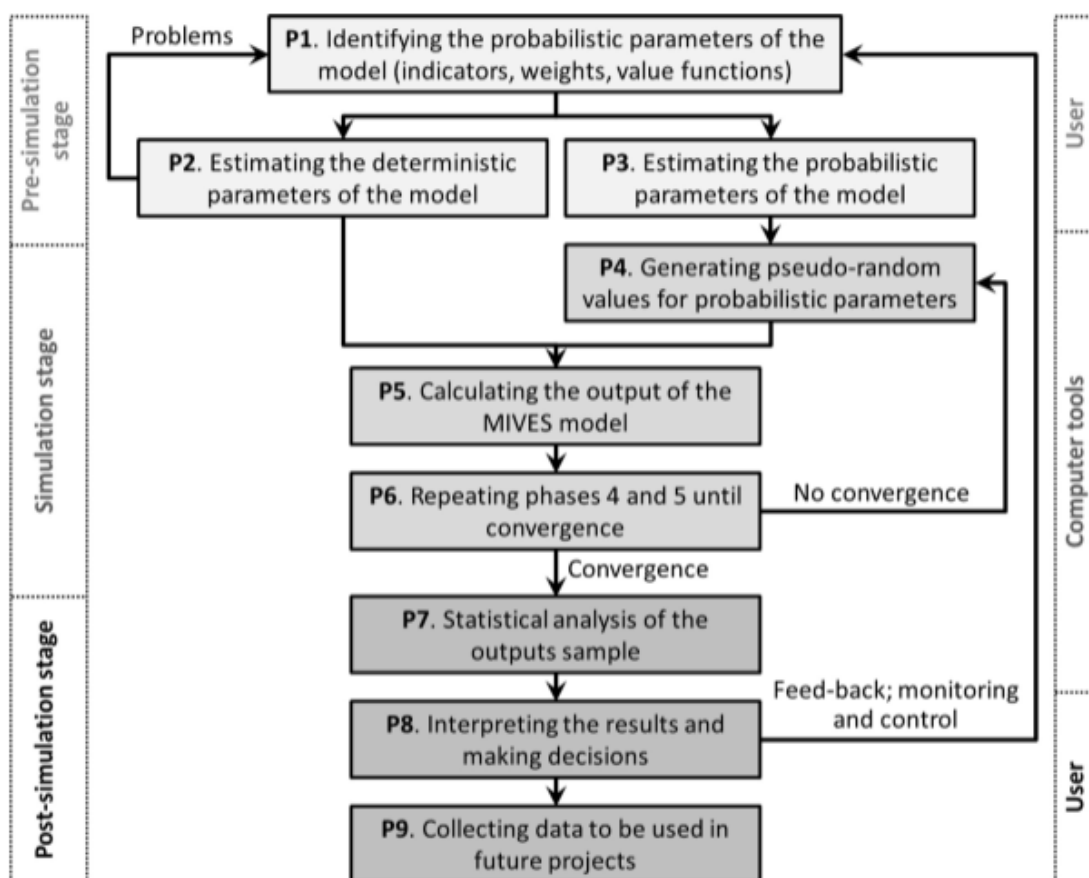 Problems
P1. Identifying the probabilistic parameters of the
model (indicators, weights, value functions)
Pre-simulation
stage
User
P2. Estimating the deterministic
parameters of the model
P3. Estimating the probabilistic
parameters of the model
P4. Generating pseudo-random
values for probabilistic parameters
Simulation stage
Computer tools
P5. Calculating the output of the
MIVES model
P6. Repeating phases 4 and 5 until
convergence
No convergence
Convergence
P7. Statistical analysis of the
outputs sample
Post-simulation stage
Feed-back; monitoring
and control
P8. Interpreting the results and
making decisions
User
P9. Collecting data to be used in
future projects